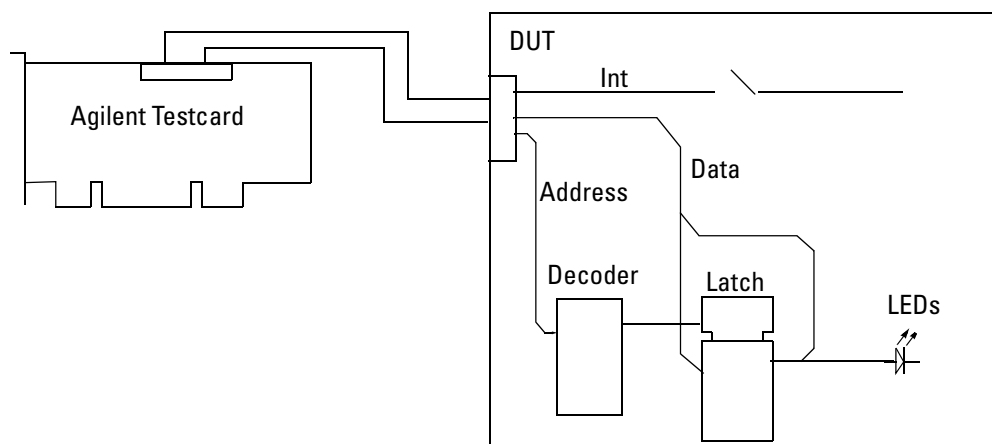 DUT
Int
Agilent Testcard
Data
Address
Decoder
Latch
LEDs